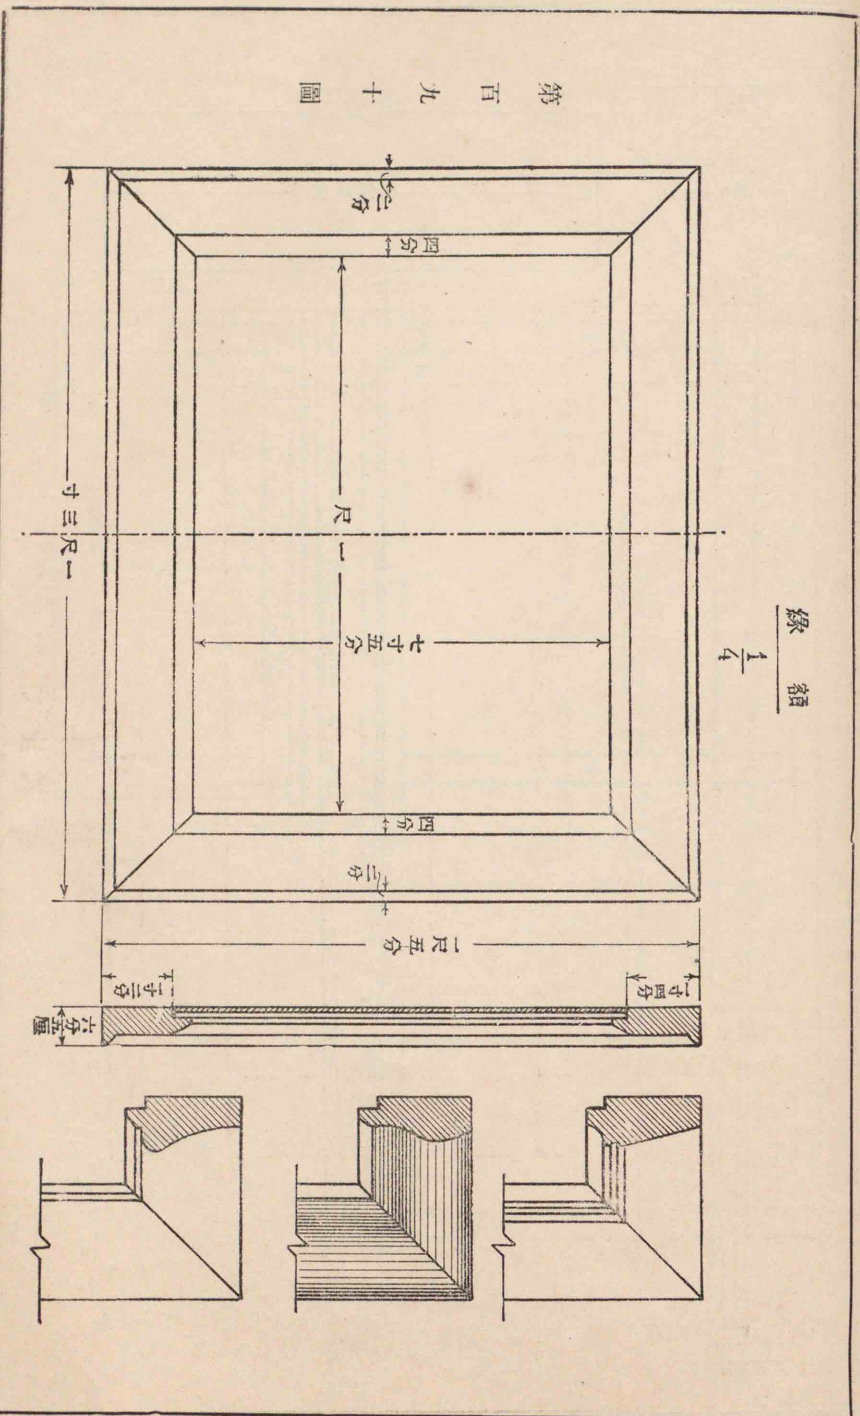 第百九十圖
額緣
1/4
二分
四分
一尺
一尺三寸
七寸五分
四分
二分
一尺五分
一寸二分
一寸四分
六分五厘